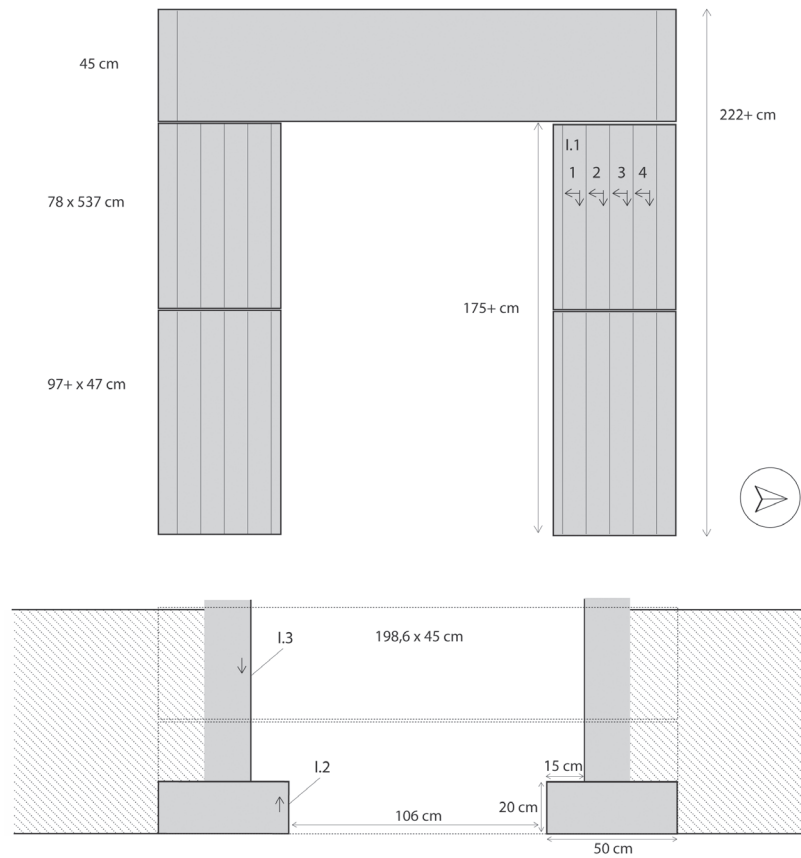 45 cm
222+ cm
I.1
1 2 3 4
78 x 537 cm
175+ cm
97+ x 47 cm
198,6 x 45 cm
I.3
I.2
15 cm
20 cm
106 cm
50 cm